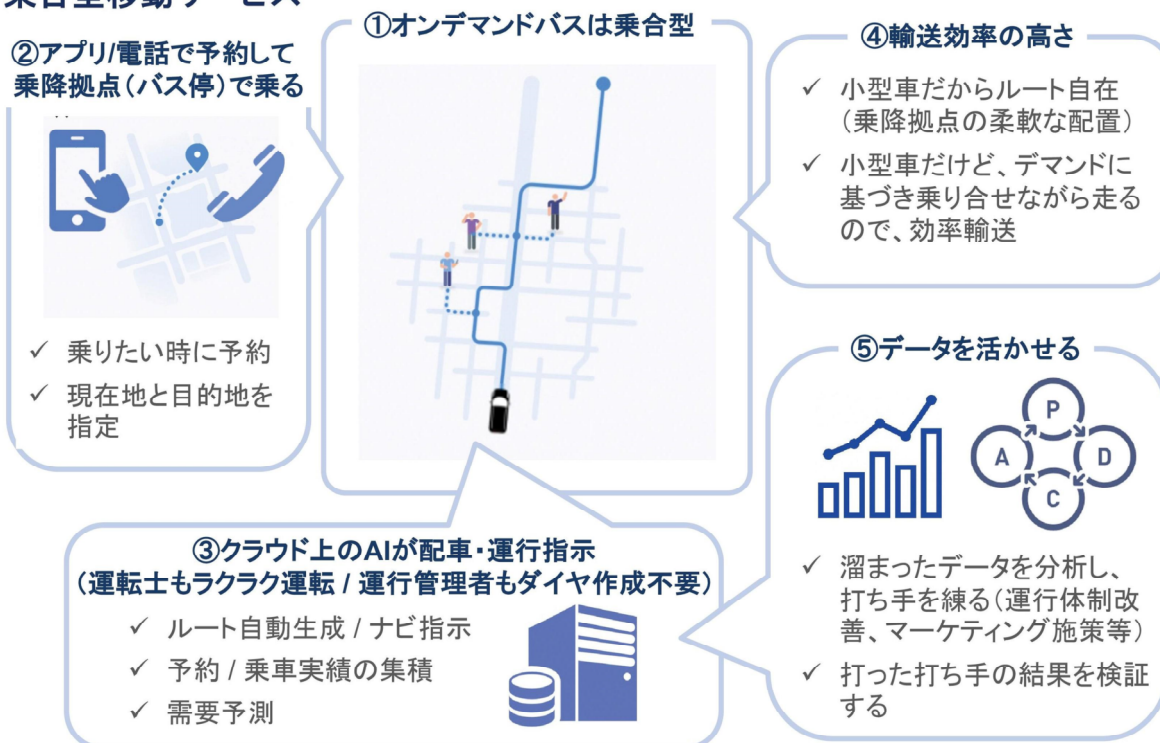 乗合型移動サービス
①オンデマンドバスは乗合型
②アプリ/電話で予約して
乗降拠点(バス停)で乗る
✓ 乗りたい時に予約
✓ 現在地と目的地を
指定
③クラウド上のAIが配車・運行指示
(運転士もラクラク運転 / 運行管理者もダイヤ作成不要)
✓ ルート自動生成 / ナビ指示
✓ 予約 / 乗車実績の集積
✓ 需要予測
④輸送効率の高さ
✓ 小型車だからルート自在
(乗降拠点の柔軟な配置)
✓ 小型車だけど、デマンドに
基づき乗り合せながら走る
ので、効率輸送
⑤データを活かせる
P
A
D
C
✓ 溜まったデータを分析し、
打ち手を練る(運行体制改
善、マーケティング施策等)
✓ 打った打ち手の結果を検証
する